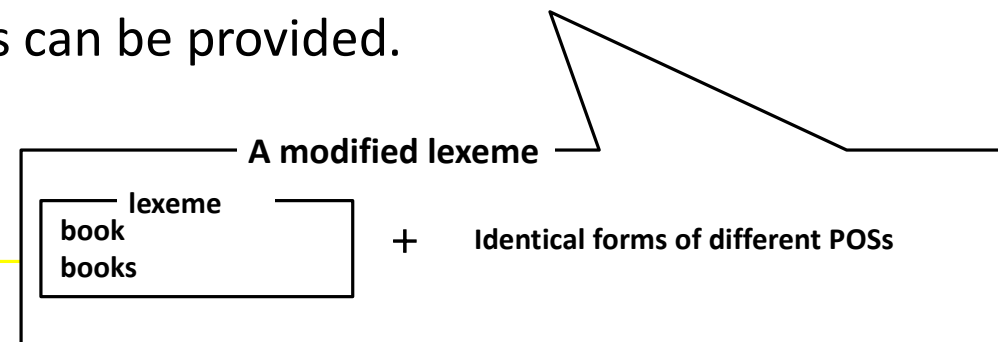 s can be provided.
A modified lexeme
lexeme
book
books
+
Identical forms of different POSs